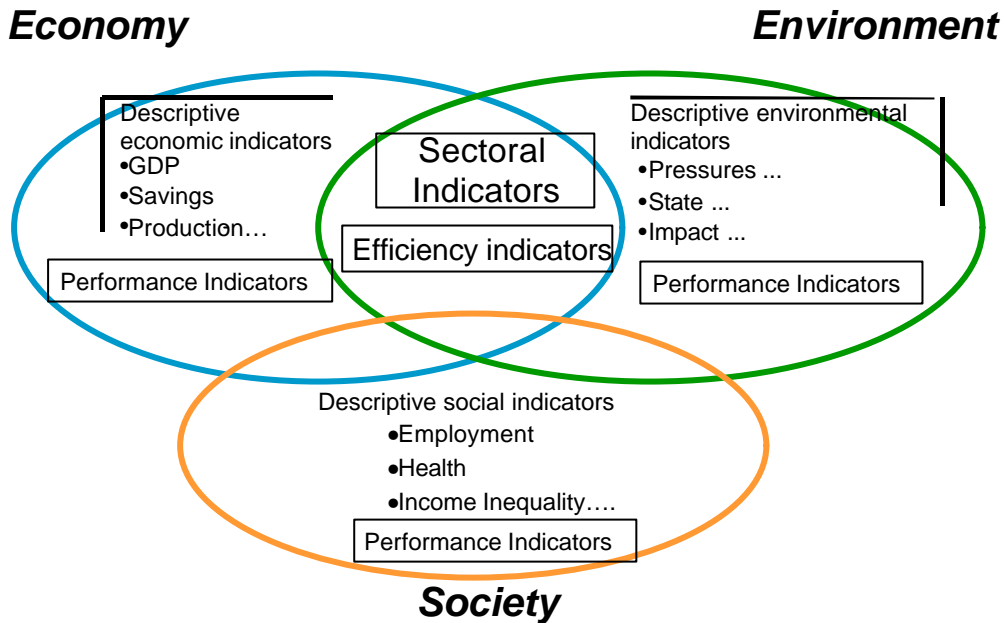 Economy
Environment
Descriptive
economic indicators
•GDP
•Savings
•Production…
Performance Indicators
Sectoral
Indicators
Efficiency indicators
Descriptive environmental
indicators
•Pressures ...
•State ...
•Impact ...
Performance Indicators
Descriptive social indicators
•Employment
•Health
•Income Inequality….
Performance Indicators
Society